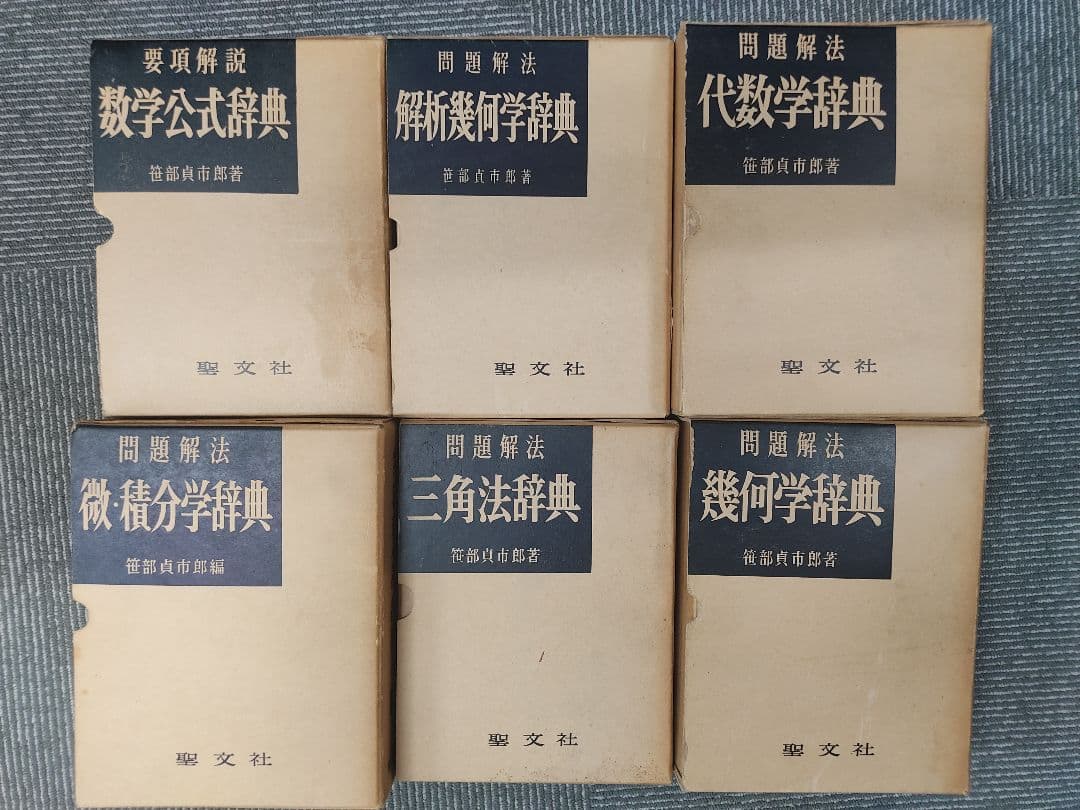 要項解説
数学公式辞典
笹部貞市郎著
聖文社
問題解法
解析幾何学辞典
笹部貞市郎著
聖文社
問題解法
代数学辞典
笹部貞市郎著
聖文社
問題解法
微・積分学辞典
笹部貞市郎編
聖文社
問題解法
三角法辞典
笹部貞市郎著
聖文社
問題解法
幾何学辞典
笹部貞市郎著
聖文社